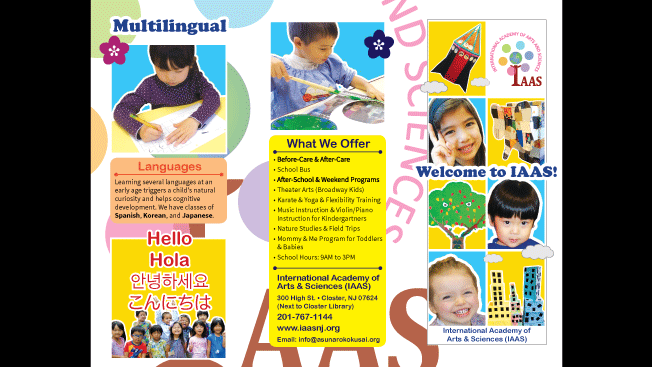 Multilingual
Languages
Learning several languages at an
early age triggers a child's natural
curiosity and helps cognitive
development. We have classes of
Spanish, Korean, and Japanese.
Hello
Hola
안녕하세요
こんにちは
What We Offer
• Before-Care & After-Care
• School Bus
• After-School & Weekend Programs
• Theater Arts (Broadway Kids)
• Karate & Yoga & Flexibility Training
• Music Instruction & Violin/Piano
Instruction for Kindergartners
• Nature Studies & Field Trips
• Mommy & Me Program for Toddlers
& Babies
• School Hours: 9AM to 3PM
International Academy of
Arts & Sciences (IAAS)
300 High St. • Closter, NJ 07624
(Next to Closter Library)
201-767-1144
www.iaasnj.org
Email: info@asunarokokusai.org
ND SCIENCES
IAAS
INTERNATIONAL ACADEMY OF ARTS AND SCIENCES
IAAS
Welcome to IAAS!
International Academy of
Arts & Sciences (IAAS)